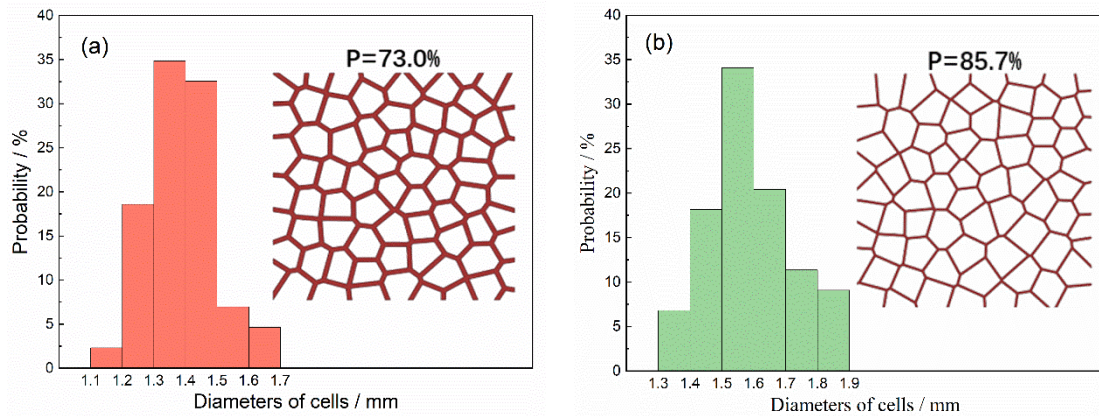 (a)
P=73.0%
Probability / %
40
35
30
25
20
15
10
5
0
1.1 1.2 1.3 1.4 1.5 1.6 1.7
Diameters of cells / mm
(b)
P=85.7%
Probability / %
40
35
30
25
20
15
10
5
0
1.3 1.4 1.5 1.6 1.7 1.8 1.9
Diameters of cells / mm